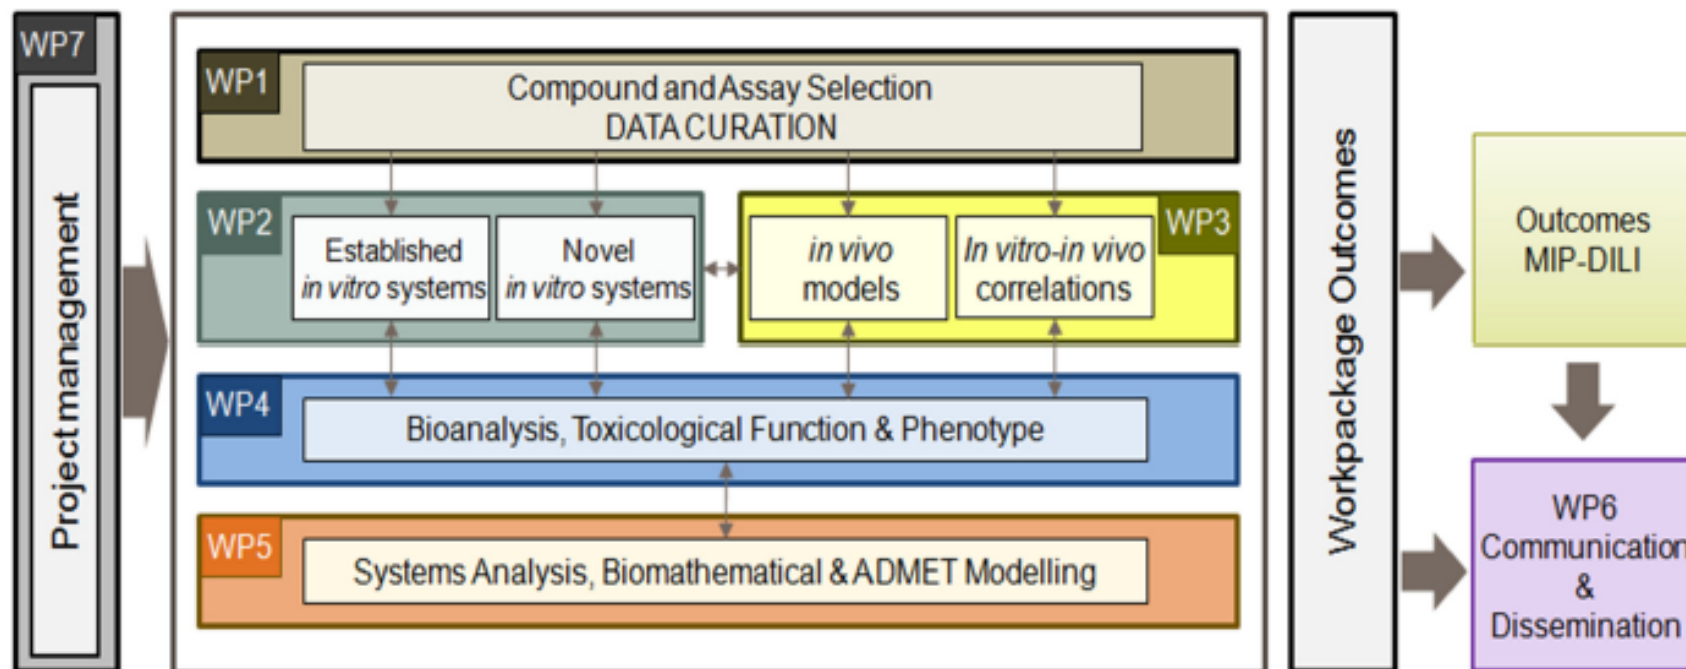 WP7
Project management
WP1
Compound and Assay Selection
DATA CURATION
WP2
Established
in vitro systems
Novel
in vitro systems
in vivo
models
In vitro-in vivo
correlations
WP3
WP4
Bioanalysis, Toxicological Function & Phenotype
WP5
Systems Analysis, Biomathematical & ADMET Modelling
Workpackage Outcomes
Outcomes
MIP-DILI
WP6
Communication
&
Dissemination